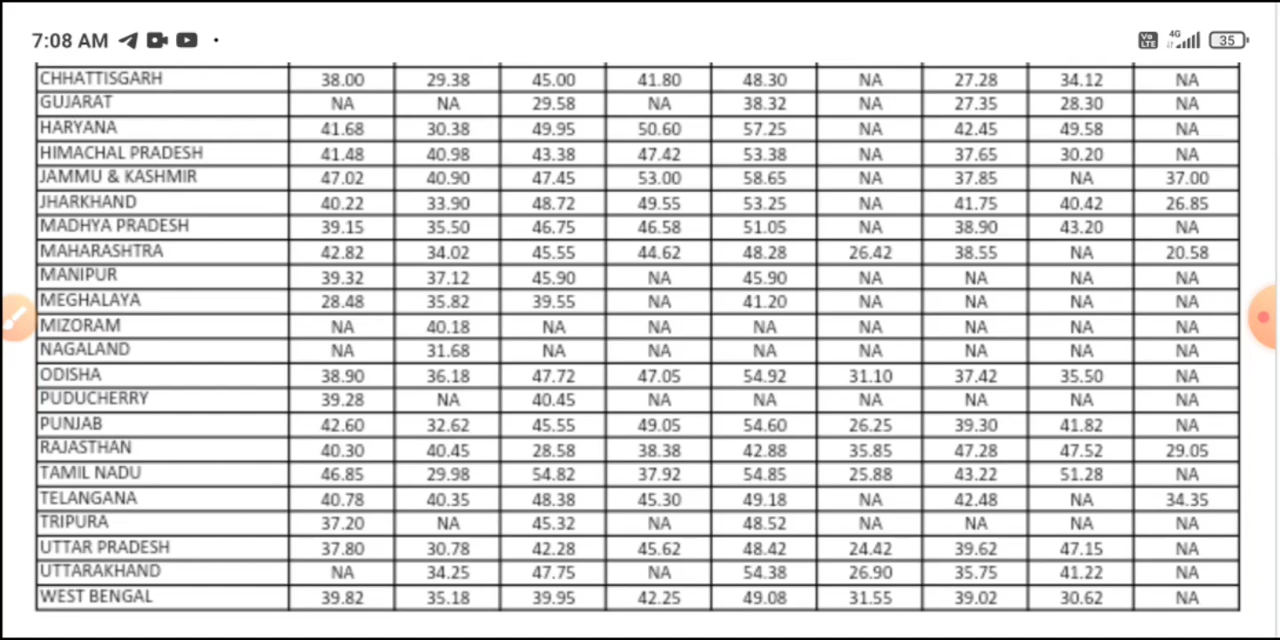 7:08 AM
Vo LTE 4G 35
CHHATTISGARH 38.00 29.38 45.00 41.80 48.30 NA 27.28 34.12 NA
GUJARAT NA NA 29.58 NA 38.32 NA 27.35 28.30 NA
HARYANA 41.68 30.38 49.95 50.60 57.25 NA 42.45 49.58 NA
HIMACHAL PRADESH 41.48 40.98 43.38 47.42 53.38 NA 37.65 30.20 NA
JAMMU & KASHMIR 47.02 40.90 47.45 53.00 58.65 NA 37.85 NA 37.00
JHARKHAND 40.22 33.90 48.72 49.55 53.25 NA 41.75 40.42 26.85
MADHYA PRADESH 39.15 35.50 46.75 46.58 51.05 NA 38.90 43.20 NA
MAHARASHTRA 42.82 34.02 45.55 44.62 48.28 26.42 38.55 NA 20.58
MANIPUR 39.32 37.12 45.90 NA 45.90 NA NA NA NA
MEGHALAYA 28.48 35.82 39.55 NA 41.20 NA NA NA NA
MIZORAM NA 40.18 NA NA NA NA NA NA NA
NAGALAND NA 31.68 NA NA NA NA NA NA NA
ODISHA 38.90 36.18 47.72 47.05 54.92 31.10 37.42 35.50 NA
PUDUCHERRY 39.28 NA 40.45 NA NA NA NA NA NA
PUNJAB 42.60 32.62 45.55 49.05 54.60 26.25 39.30 41.82 NA
RAJASTHAN 40.30 40.45 28.58 38.38 42.88 35.85 47.28 47.52 29.05
TAMIL NADU 46.85 29.98 54.82 37.92 54.85 25.88 43.22 51.28 NA
TELANGANA 40.78 40.35 48.38 45.30 49.18 NA 42.48 NA 34.35
TRIPURA 37.20 NA 45.32 NA 48.52 NA NA NA NA
UTTAR PRADESH 37.80 30.78 42.28 45.62 48.42 24.42 39.62 47.15 NA
UTTARAKHAND NA 34.25 47.75 NA 54.38 26.90 35.75 41.22 NA
WEST BENGAL 39.82 35.18 39.95 42.25 49.08 31.55 39.02 30.62 NA